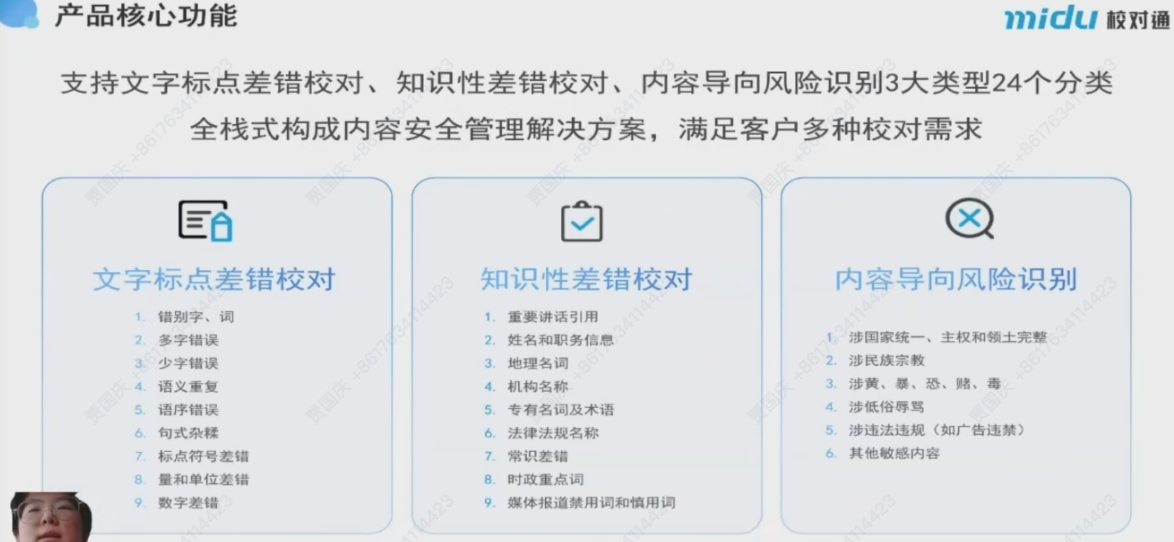 产品核心功能
midu 校对通
支持文字标点差错校对、知识性差错校对、内容导向风险识别3大类型24个分类
全栈式构成内容安全管理解决方案，满足客户多种校对需求
文字标点差错校对
1. 错别字、词
2. 多字错误
3. 少字错误
4. 语义重复
5. 语序错误
6. 句式杂糅
7. 标点符号差错
8. 量和单位差错
9. 数字差错
知识性差错校对
1. 重要讲话引用
2. 姓名和职务信息
3. 地理名词
4. 机构名称
5. 专有名词及术语
6. 法律法规名称
7. 常识差错
8. 时政重点词
9. 媒体报道禁用词和慎用词
内容导向风险识别
1. 涉国家统一、主权和领土完整
2. 涉民族宗教
3. 涉黄、暴、恐、赌、毒
4. 涉低俗辱骂
5. 涉违法违规（如广告违禁）
6. 其他敏感内容
贾国庆 +8617634114423